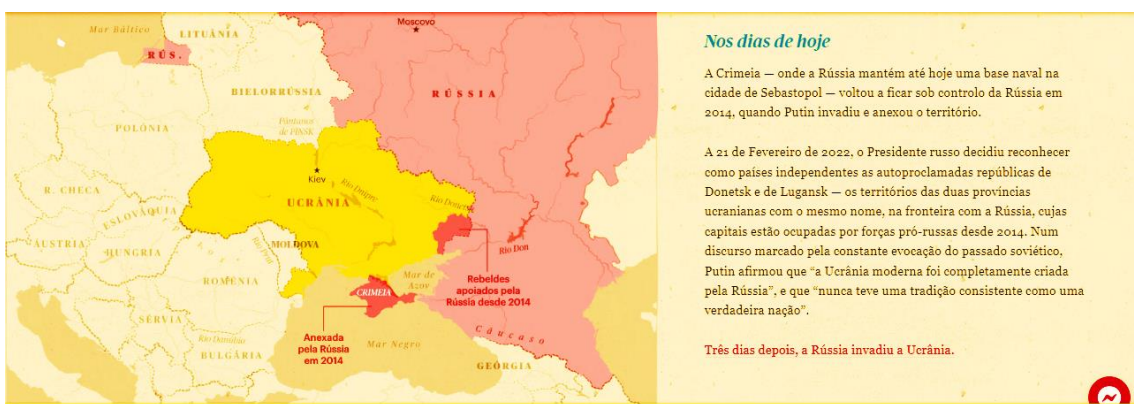 Moscovo
Mar Báltico
LITUÂNIA
RÚS.
BIELORRÚSSIA
RÚSSIA
POLÓNIA
Pântanos
de PINSK
Kiev
Rio Dniepre
R. CHECA
UCRÂNIA
Rio Donets
ESLOVÁQUIA
ÁUSTRIA
HUNGRIA
MOLDOVA
Rio Don
ROMÉNIA
Mar de
Azov
Rebeldes
apoiados pela
Rússia desde 2014
CRIMEIA
SÉRVIA
Rio Danúbio
Cáucaso
Anexada
pela Rússia
em 2014
Mar Negro
BULGÁRIA
GEÓRGIA
Nos dias de hoje
A Crimeia — onde a Rússia mantém até hoje uma base naval na
cidade de Sebastopol — voltou a ficar sob controlo da Rússia em
2014, quando Putin invadiu e anexou o território.
A 21 de Fevereiro de 2022, o Presidente russo decidiu reconhecer
como países independentes as autoproclamadas repúblicas de
Donetsk e de Lugansk — os territórios das duas províncias
ucranianas com o mesmo nome, na fronteira com a Rússia, cujas
capitais estão ocupadas por forças pró-russas desde 2014. Num
discurso marcado pela constante evocação do passado soviético,
Putin afirmou que “a Ucrânia moderna foi completamente criada
pela Rússia”, e que “nunca teve uma tradição consistente como uma
verdadeira nação”.
Três dias depois, a Rússia invadiu a Ucrânia.